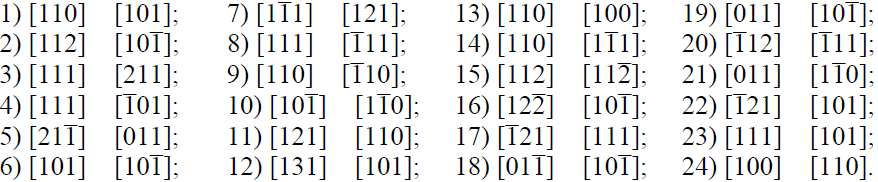 1) [110] [101]; 7) [11̅1] [121]; 13) [110] [100]; 19) [011] [101̅];
2) [112] [101̅]; 8) [111] [1̅11]; 14) [110] [11̅1]; 20) [1̅12] [1̅11];
3) [111] [211]; 9) [110] [1̅10]; 15) [112] [112̅]; 21) [011] [11̅0];
4) [111] [1̅01]; 10) [101̅] [11̅0]; 16) [122̅] [101̅]; 22) [1̅21] [101];
5) [211̅] [011]; 11) [121] [110]; 17) [1̅21] [111]; 23) [111] [101];
6) [101] [101̅]; 12) [131] [101]; 18) [011̅] [101̅]; 24) [100] [110].